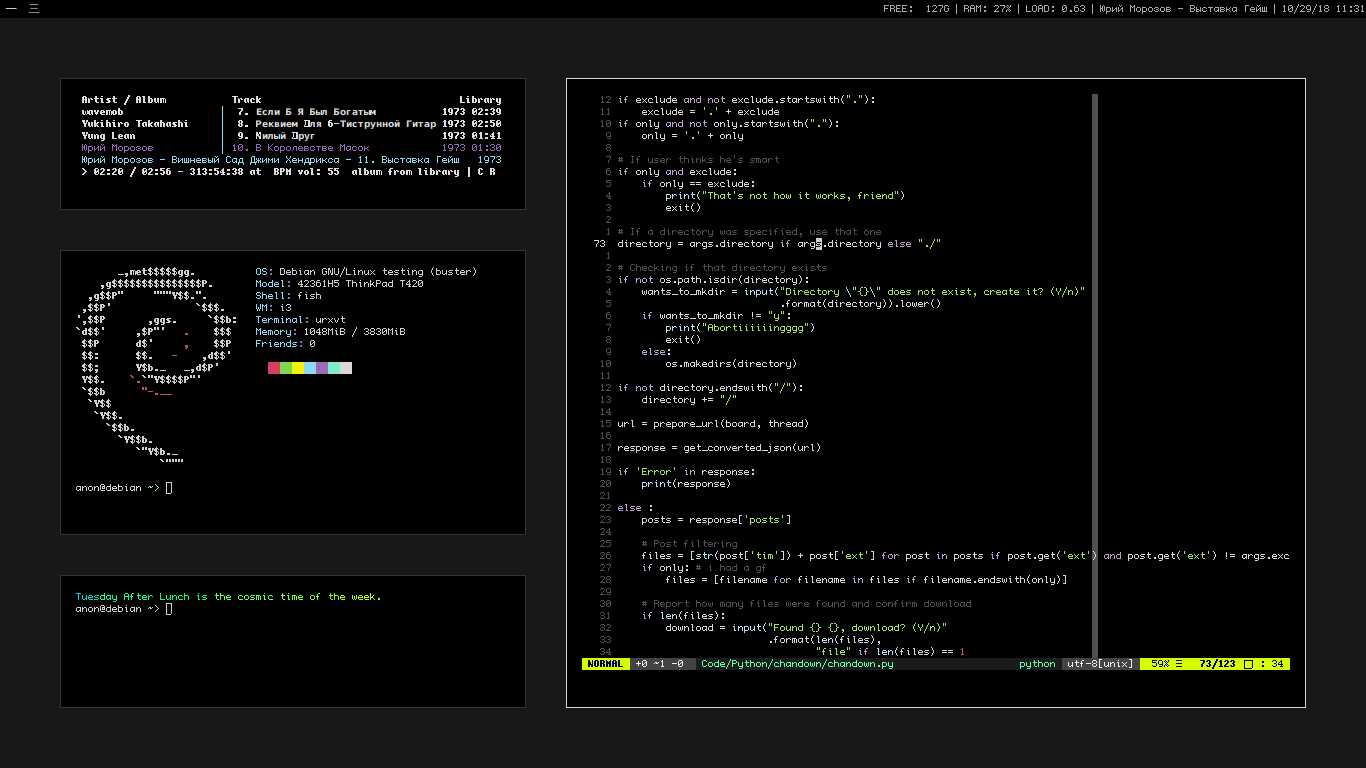 一 三 FREE: 127G | RAM: 27% | LOAD: 0.63 | Юрий Морозов - Выставка Гейш | 10/29/18 11:31
Artist / Album Track Library
wavemob 7. Если Б Я Был Богатым 1973 02:39
Yukihiro Takahashi 8. Реквием Для 6-Тиструнной Гитар 1973 02:50
Yung Lean 9. Милый Друг 1973 01:41
Юрий Морозов 10. В Королевстве Масок 1973 01:30
Юрий Морозов - Вишневый Сад Джими Хендрикса - 11. Выставка Гейш 1973
> 02:20 / 02:56 - 313:54:38 at BPM vol: 55 album from library | C R
_,met$$$$$gg.
,g$$$$$$$$$$$$$$$P.
,g$$P" """Y$$.".
,$$P' `$$$.
',$$P ,ggs. `$$b:
`d$$' ,$P"' . $$$
$$P d$' , $$P
$$: $$. - ,d$$'
$$; Y$b._ _,d$P'
Y$$. `.`"Y$$$$P"'
`$$b "-.__
`Y$$
`Y$$.
`$$b.
`Y$$b.
`"Y$b._
`"""
OS: Debian GNU/Linux testing (buster)
Model: 42361H5 ThinkPad T420
Shell: fish
WM: i3
Terminal: urxvt
Memory: 1048MiB / 3830MiB
Friends: 0
anon@debian ~>
Tuesday After Lunch is the cosmic time of the week.
anon@debian ~>
12 if exclude and not exclude.startswith("."):
11 exclude = '.' + exclude
10 if only and not only.startswith("."):
9 only = '.' + only
8
7 # If user thinks he's smart
6 if only and exclude:
5 if only == exclude:
4 print("That's not how it works, friend")
3 exit()
2
1 # If a directory was specified, use that one
73 directory = args.directory if args.directory else "./"
1
2 # Checking if that directory exists
3 if not os.path.isdir(directory):
4 wants_to_mkdir = input("Directory \"{}\" does not exist, create it? (Y/n)"
5 .format(directory)).lower()
6 if wants_to_mkdir != "y":
7 print("Abortiiiiingggg")
8 exit()
9 else:
10 os.makedirs(directory)
11
12 if not directory.endswith("/"):
13 directory += "/"
14
15 url = prepare_url(board, thread)
16
17 response = get_converted_json(url)
18
19 if 'Error' in response:
20 print(response)
21
22 else :
23 posts = response['posts']
24
25 # Post filtering
26 files = [str(post['tim']) + post['ext'] for post in posts if post.get('ext') and post.get('ext') != args.exc
27 if only: # i had a gf
28 files = [filename for filename in files if filename.endswith(only)]
29
30 # Report how many files were found and confirm download
31 if len(files):
32 download = input("Found {} {}, download? (Y/n)"
33 .format(len(files),
34 "file" if len(files) == 1
NORMAL +0 ~1 -0 Code/Python/chandown/chandown.py python utf-8[unix] 59% ☰ 73/123 □ : 34